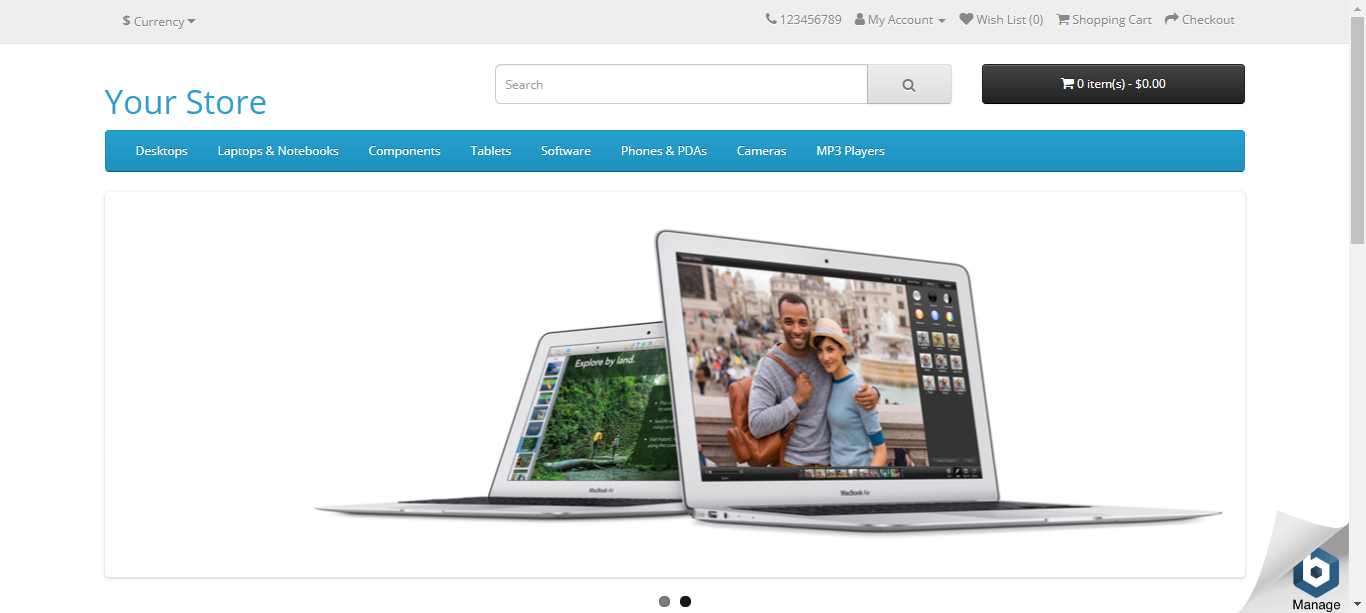 $ Currency
123456789 My Account Wish List (0) Shopping Cart Checkout
Your Store
Search
0 item(s) - $0.00
Desktops Laptops & Notebooks Components Tablets Software Phones & PDAs Cameras MP3 Players
Explore by land.
MacBook Air
MacBook Air
Manage